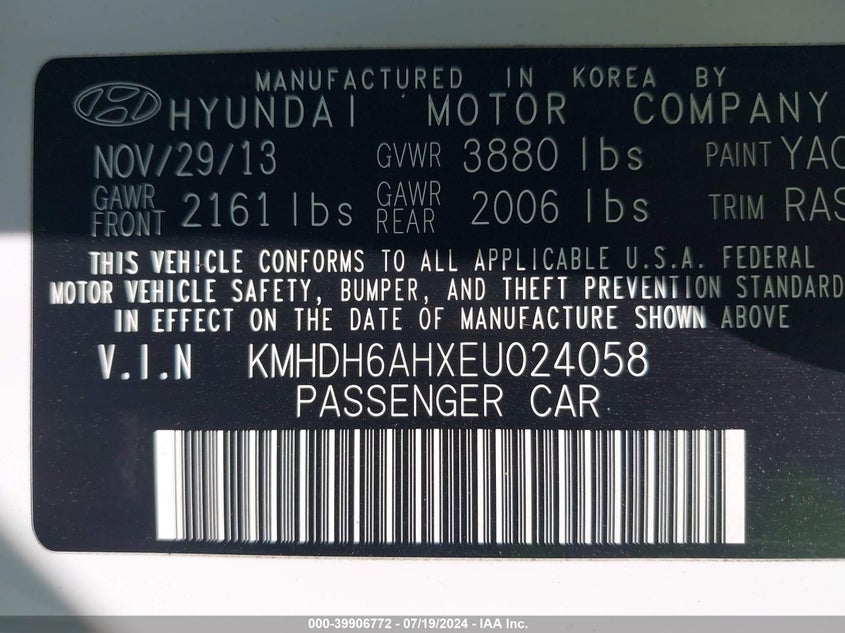 MANUFACTURED IN KOREA BY
HYUNDAI MOTOR COMPANY
NOV/29/13 GVWR 3880 lbs PAINT YAC
GAWR FRONT 2161 lbs GAWR REAR 2006 lbs TRIM RAS
THIS VEHICLE CONFORMS TO ALL APPLICABLE U.S.A. FEDERAL
MOTOR VEHICLE SAFETY, BUMPER, AND THEFT PREVENTION STANDARD
IN EFFECT ON THE DATE OF MANUFACTURE SHOWN ABOVE
V.I.N KMHDH6AHXEU024058
PASSENGER CAR
000-39906772 - 07/19/2024 - IAA Inc.